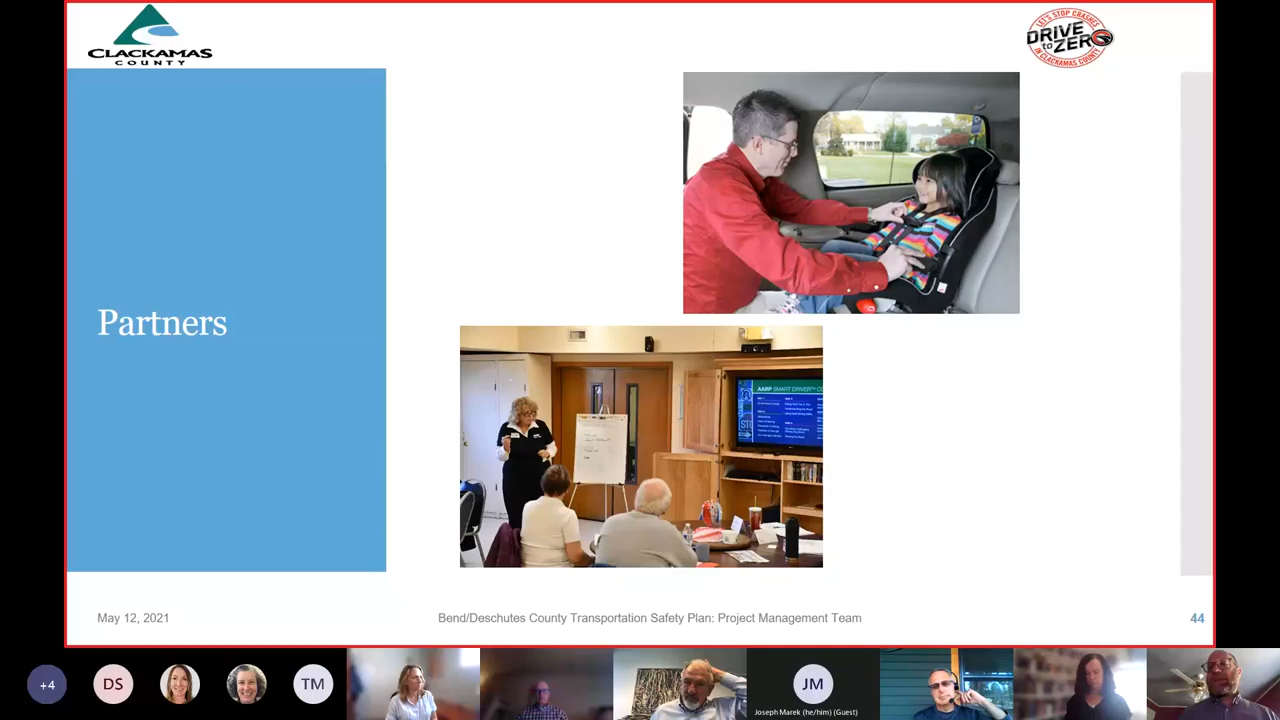 CLACKAMAS
COUNTY
LET'S STOP CRASHES
DRIVE
to ZERO
IN CLACKAMAS COUNTY
Partners
AARP SMART DRIVER
May 12, 2021
Bend/Deschutes County Transportation Safety Plan: Project Management Team
44
+4
DS
TM
JM
Joseph Marek (he/him) (Guest)